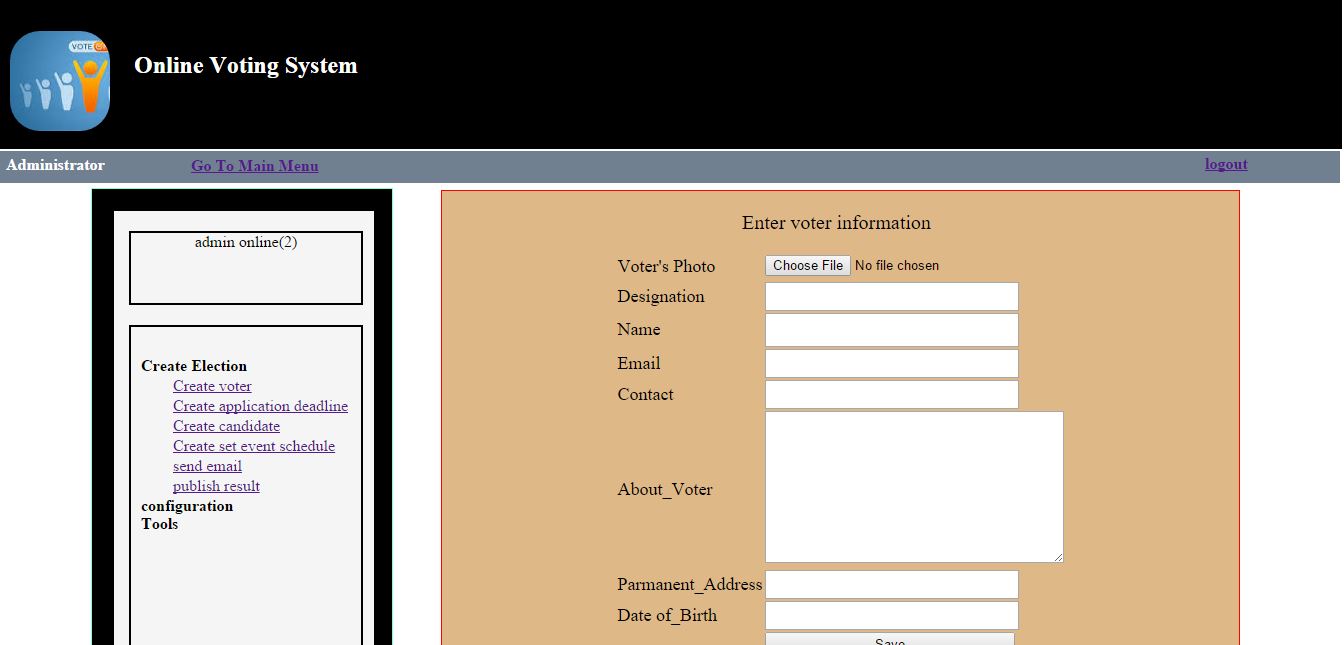 VOTE
Online Voting System
Administrator Go To Main Menu logout
admin online(2)
Create Election
Create voter
Create application deadline
Create candidate
Create set event schedule
send email
publish result
configuration
Tools
Enter voter information
Voter's Photo Choose File No file chosen
Designation
Name
Email
Contact
About_Voter
Parmanent_Address
Date of_Birth
Save